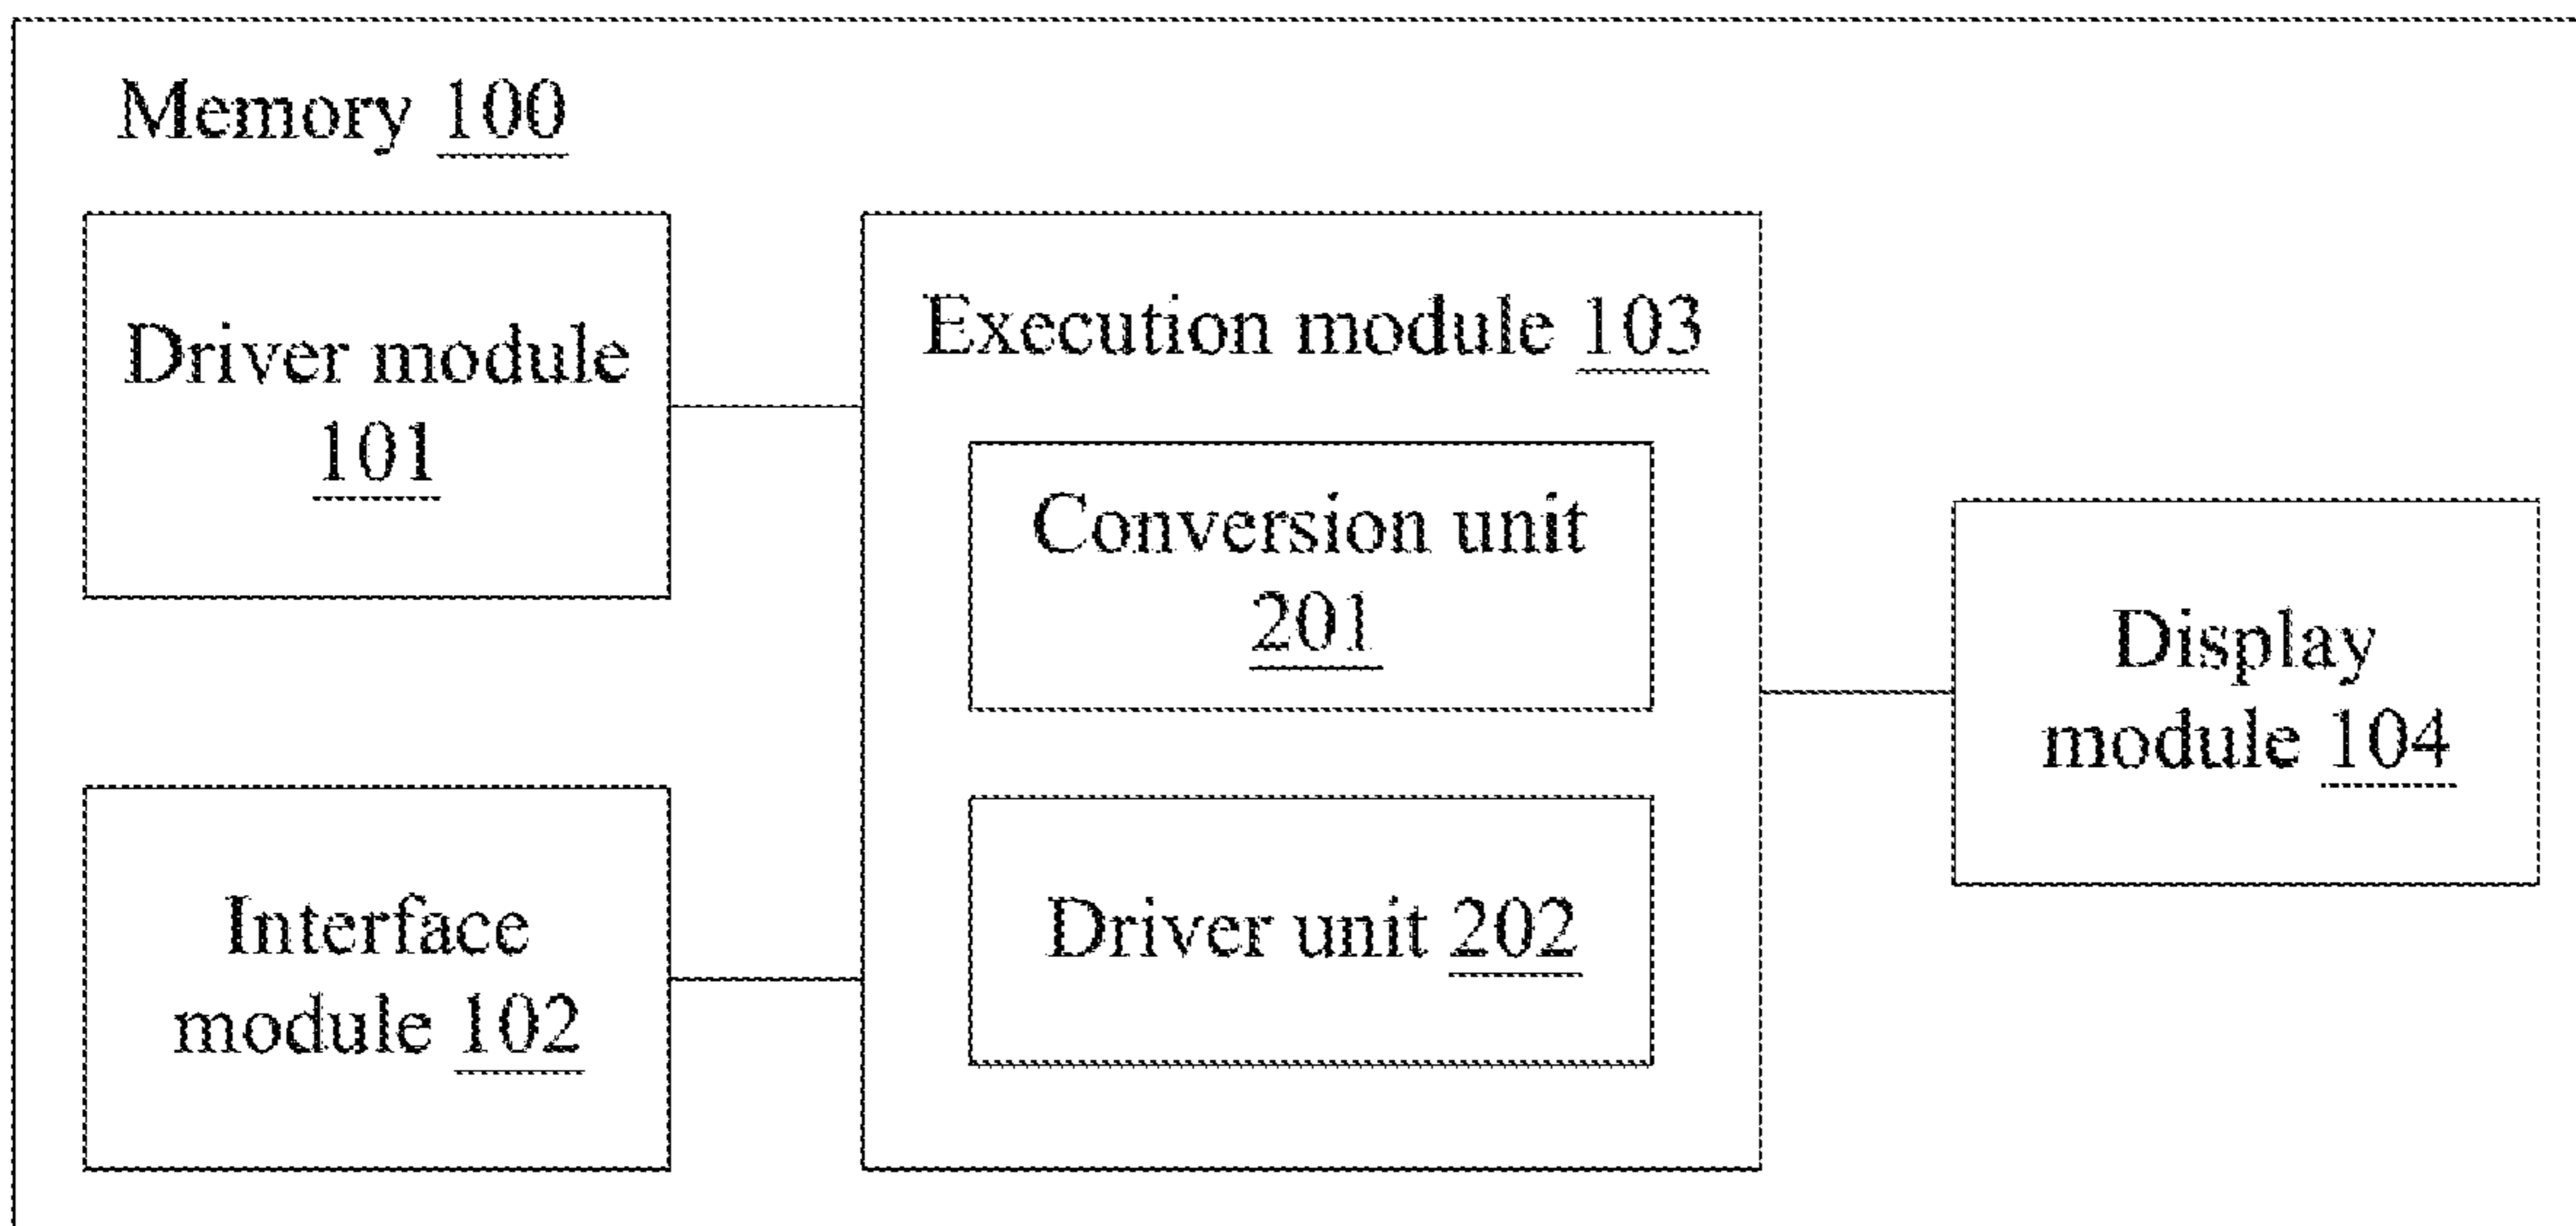 Memory 100
Driver module
101
Execution module 103
Conversion unit
201
Display
module 104
Interface
module 102
Driver unit 202